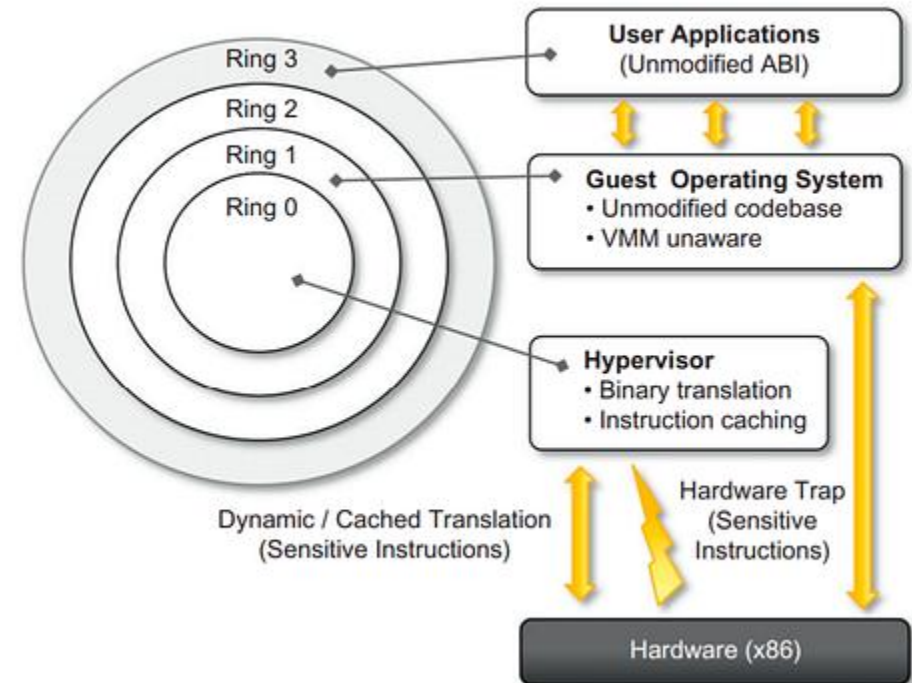 Ring 3
Ring 2
Ring 1
Ring 0
User Applications
(Unmodified ABI)
Guest Operating System
• Unmodified codebase
• VMM unaware
Hypervisor
• Binary translation
• Instruction caching
Dynamic / Cached Translation
(Sensitive Instructions)
Hardware Trap
(Sensitive
Instructions)
Hardware (x86)